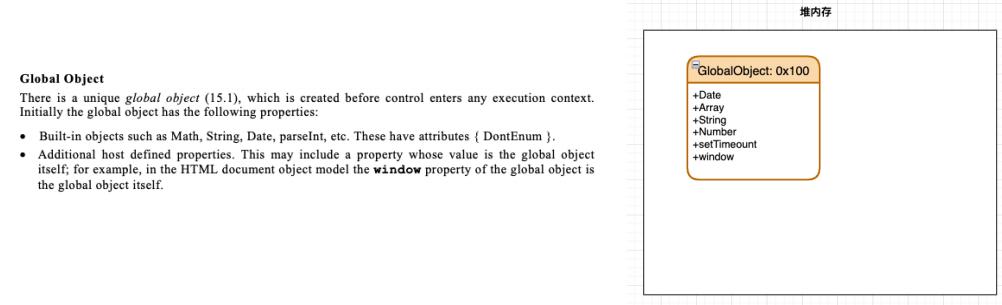 Global Object
There is a unique global object (15.1), which is created before control enters any execution context.
Initially the global object has the following properties:
• Built-in objects such as Math, String, Date, parseInt, etc. These have attributes { DontEnum }.
• Additional host defined properties. This may include a property whose value is the global object
itself; for example, in the HTML document object model the window property of the global object is
the global object itself.
堆内存
GlobalObject: 0x100
+Date
+Array
+String
+Number
+setTimeount
+window